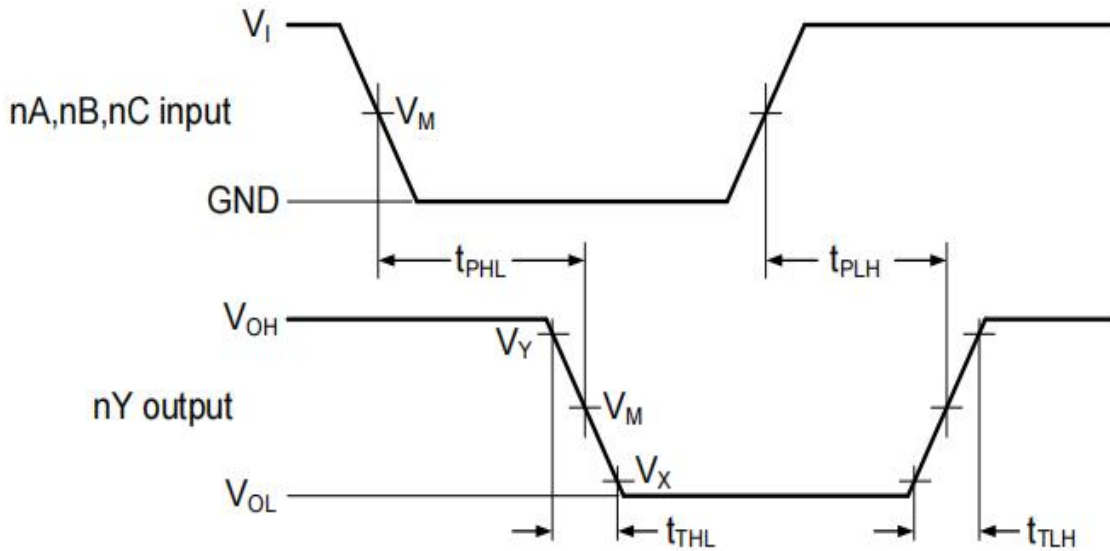 V_I
nA,nB,nC input
V_M
GND
t_PHL
t_PLH
V_OH
V_Y
nY output
V_M
V_X
V_OL
t_THL
t_TLH